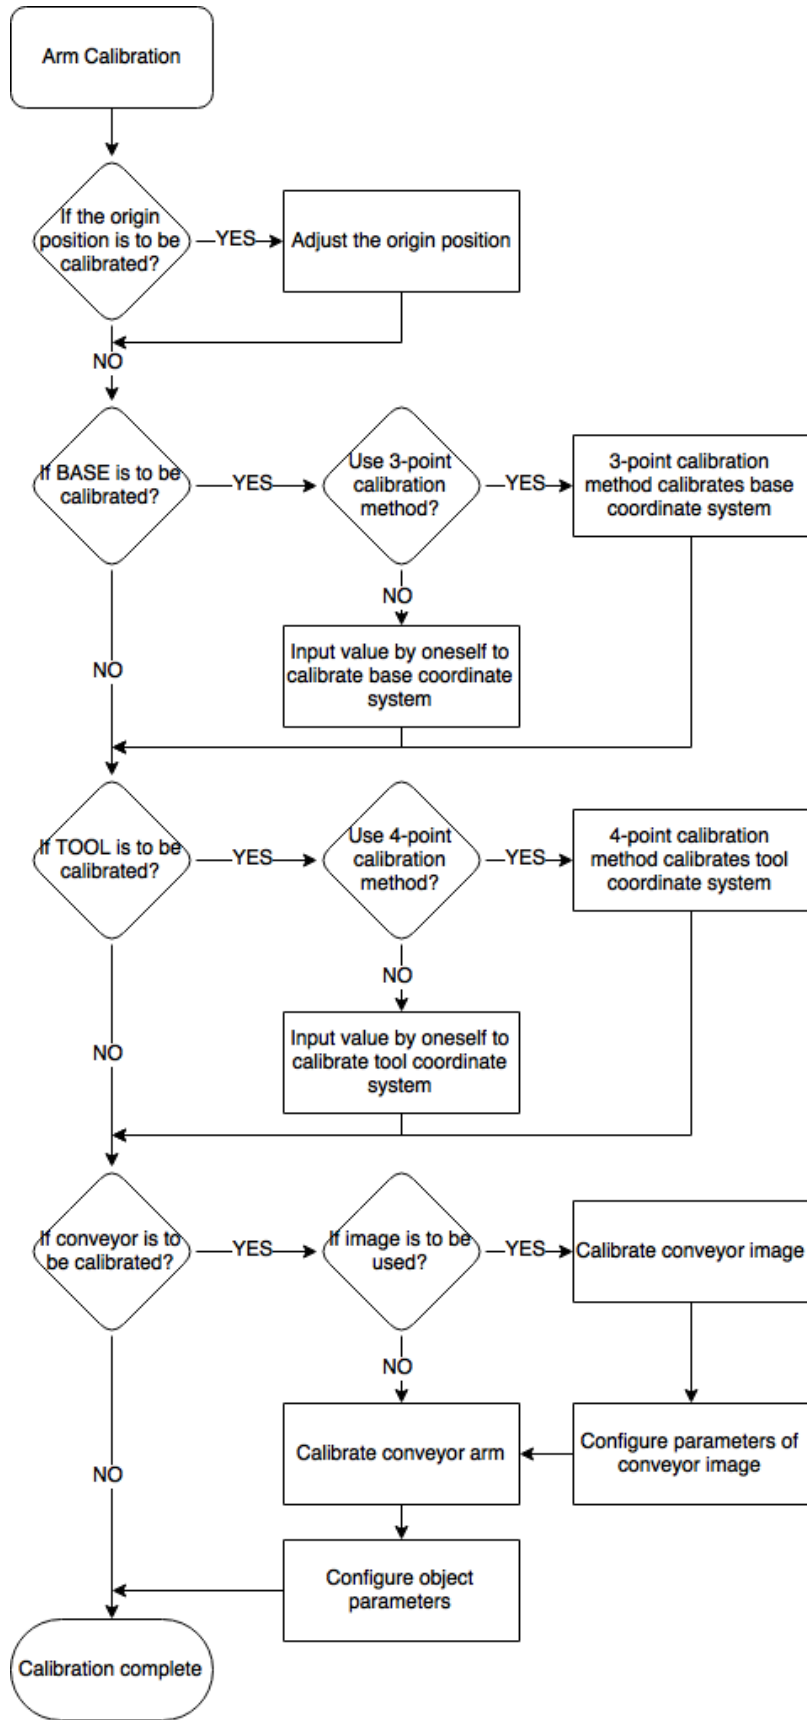 Arm Calibration
If the origin
position is to be
calibrated?
YES
Adjust the origin position
NO
If BASE is to be
calibrated?
YES
Use 3-point
calibration
method?
YES
3-point calibration
method calibrates base
coordinate system
NO
Input value by oneself to
calibrate base coordinate
system
NO
If TOOL is to be
calibrated?
YES
Use 4-point
calibration
method?
YES
4-point calibration
method calibrates tool
coordinate system
NO
Input value by oneself to
calibrate tool coordinate
system
NO
If conveyor is to
be calibrated?
YES
If image is to be
used?
YES
Calibrate conveyor image
NO
Calibrate conveyor arm
Configure parameters of
conveyor image
NO
Configure object
parameters
Calibration complete